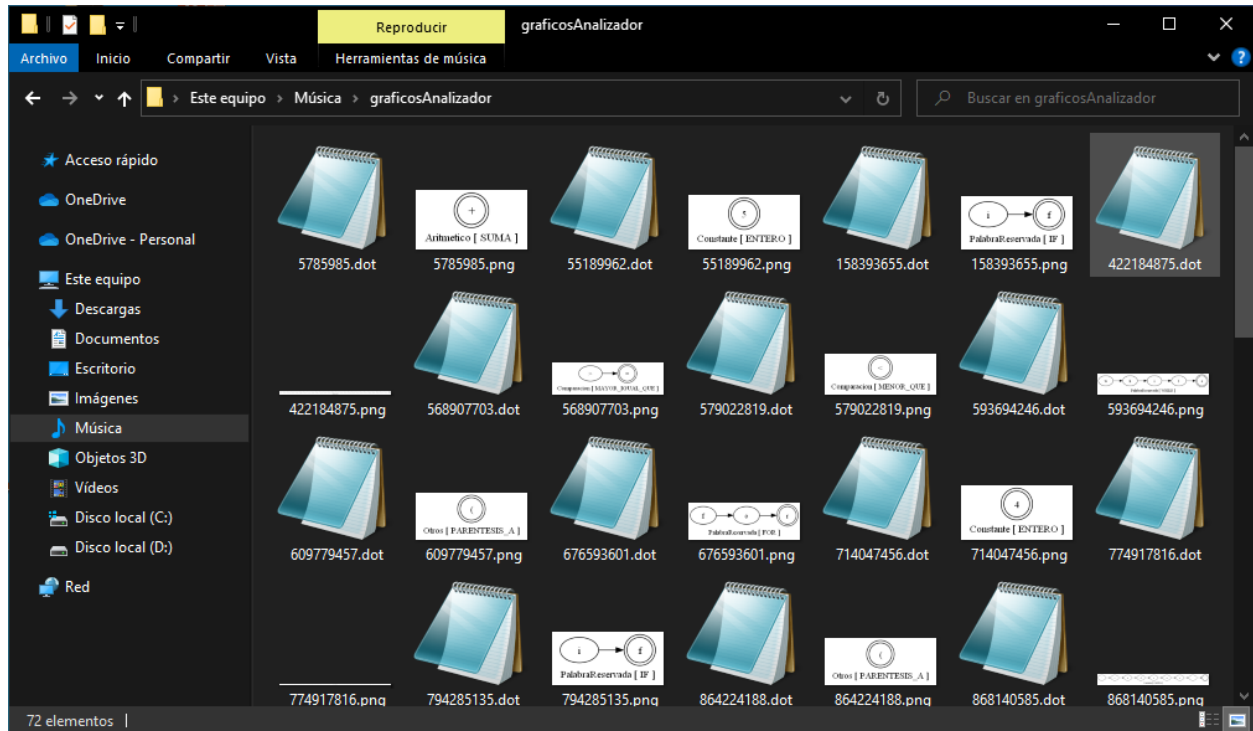 Reproducir graficosAnalizador
Archivo Inicio Compartir Vista Herramientas de música
Este equipo > Música > graficosAnalizador Buscar en graficosAnalizador
Acceso rápido
OneDrive
OneDrive - Personal
Este equipo
Descargas
Documentos
Escritorio
Imágenes
Música
Objetos 3D
Vídeos
Disco local (C:)
Disco local (D:)
Red
+ 5 i f
Aritmetico [ SUMA ] Constante [ ENTERO ] PalabraReservada [ IF ]
5785985.dot 5785985.png 55189962.dot 55189962.png 158393655.dot 158393655.png 422184875.dot
Comparacion [ MAYOR_IGUAL_QUE ] Comparacion [ MENOR_QUE ]
422184875.png 568907703.dot 568907703.png 579022819.dot 579022819.png 593694246.dot 593694246.png
( f o r 4
Otros [ PARENTESIS_A ] PalabraReservada [ FOR ] Constante [ ENTERO ]
609779457.dot 609779457.png 676593601.dot 676593601.png 714047456.dot 714047456.png 774917816.dot
i f (
PalabraReservada [ IF ] Otros [ PARENTESIS_A ]
774917816.png 794285135.dot 794285135.png 864224188.dot 864224188.png 868140585.dot 868140585.png
72 elementos